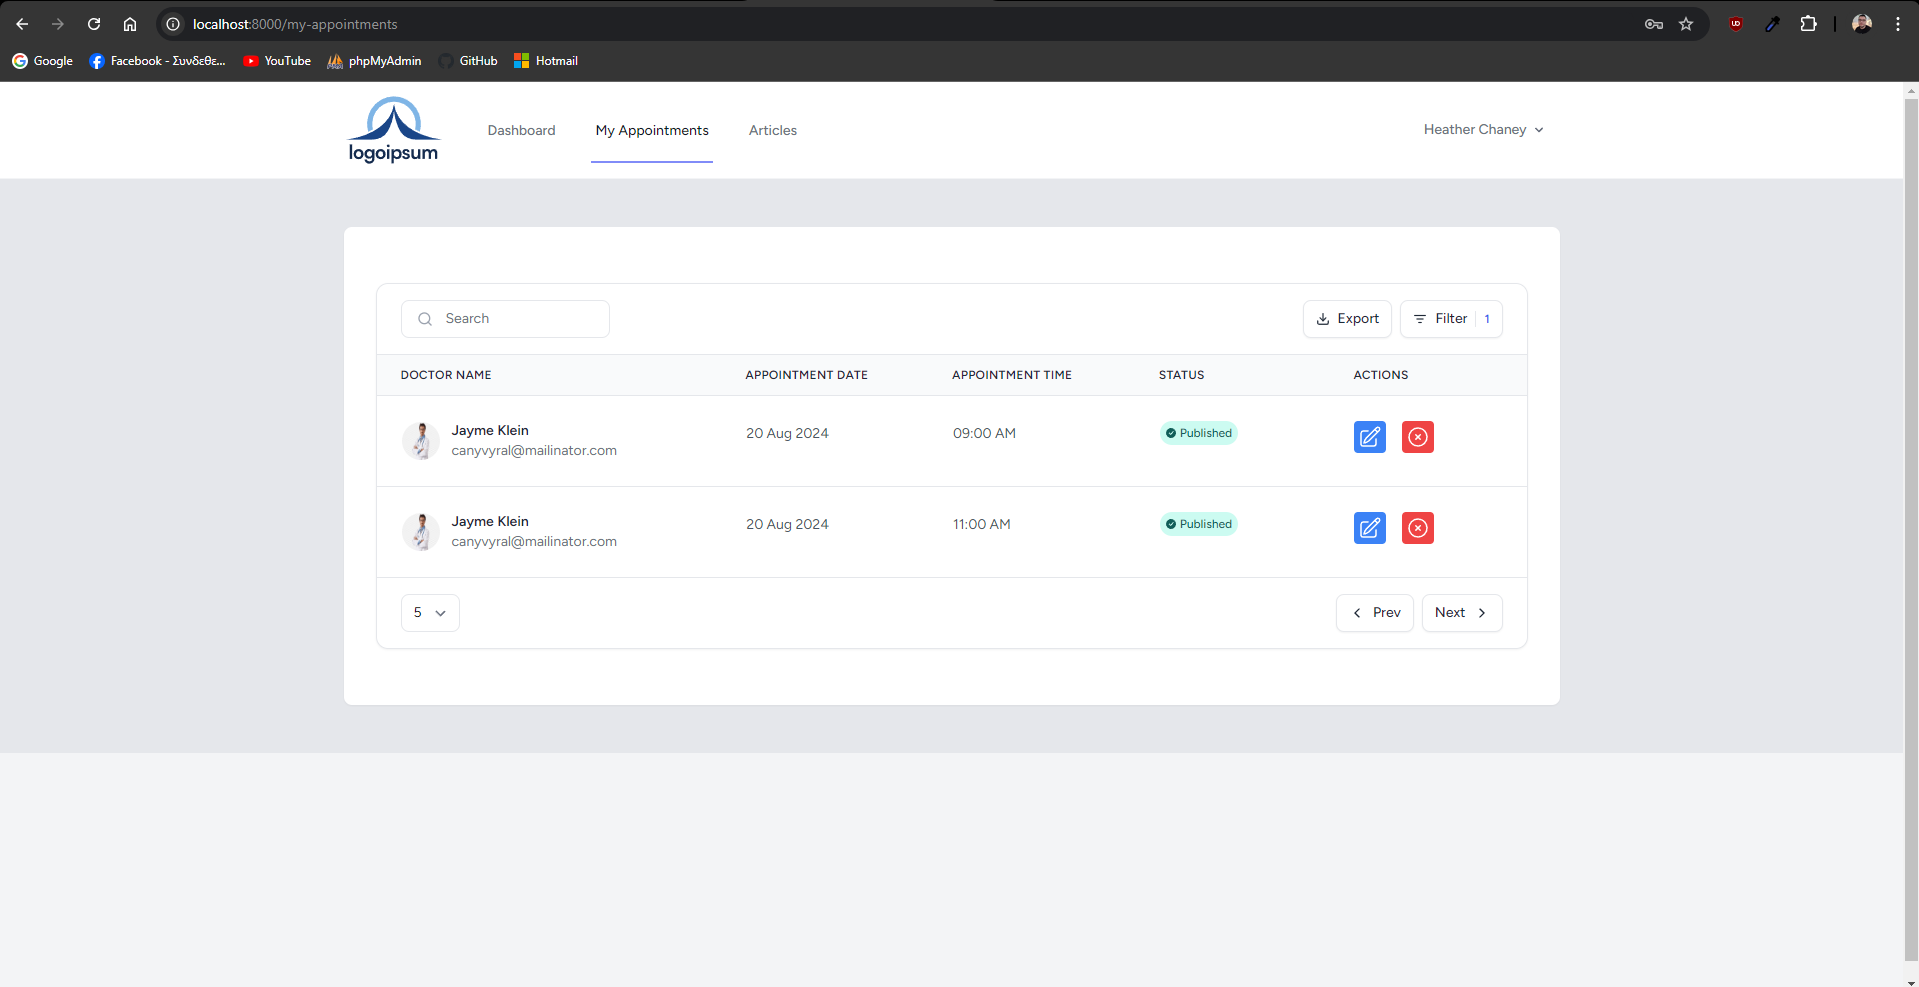 localhost:8000/my-appointments
Google Facebook - Συνδεθε... YouTube phpMyAdmin GitHub Hotmail
logoipsum
Dashboard My Appointments Articles Heather Chaney
Search Export Filter 1
DOCTOR NAME APPOINTMENT DATE APPOINTMENT TIME STATUS ACTIONS
Jayme Klein 20 Aug 2024 09:00 AM Published
canyvyral@mailinator.com
Jayme Klein 20 Aug 2024 11:00 AM Published
canyvyral@mailinator.com
5 Prev Next